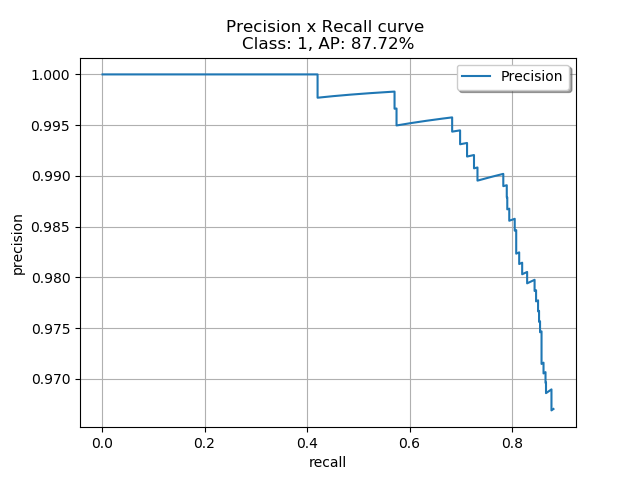 Precision x Recall curve
Class: 1, AP: 87.72%
Precision
1.000
0.995
0.990
0.985
0.980
0.975
0.970
precision
0.0 0.2 0.4 0.6 0.8
recall